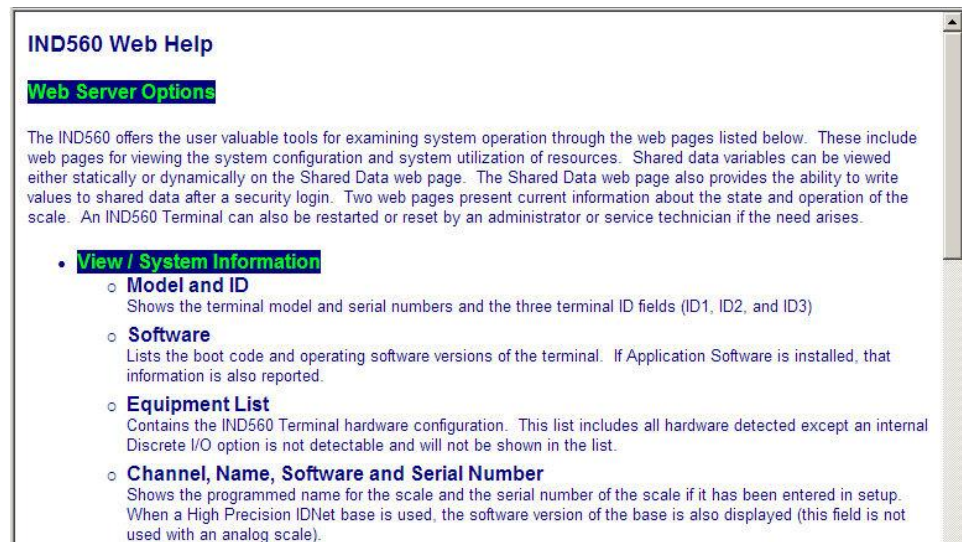 IND560 Web Help
Web Server Options
The IND560 offers the user valuable tools for examining system operation through the web pages listed below. These include
web pages for viewing the system configuration and system utilization of resources. Shared data variables can be viewed
either statically or dynamically on the Shared Data web page. The Shared Data web page also provides the ability to write
values to shared data after a security login. Two web pages present current information about the state and operation of the
scale. An IND560 Terminal can also be restarted or reset by an administrator or service technician if the need arises.
• View / System Information
o Model and ID
Shows the terminal model and serial numbers and the three terminal ID fields (ID1, ID2, and ID3)
o Software
Lists the boot code and operating software versions of the terminal. If Application Software is installed, that
information is also reported.
o Equipment List
Contains the IND560 Terminal hardware configuration. This list includes all hardware detected except an internal
Discrete I/O option is not detectable and will not be shown in the list.
o Channel, Name, Software and Serial Number
Shows the programmed name for the scale and the serial number of the scale if it has been entered in setup.
When a High Precision IDNet base is used, the software version of the base is also displayed (this field is not
used with an analog scale).